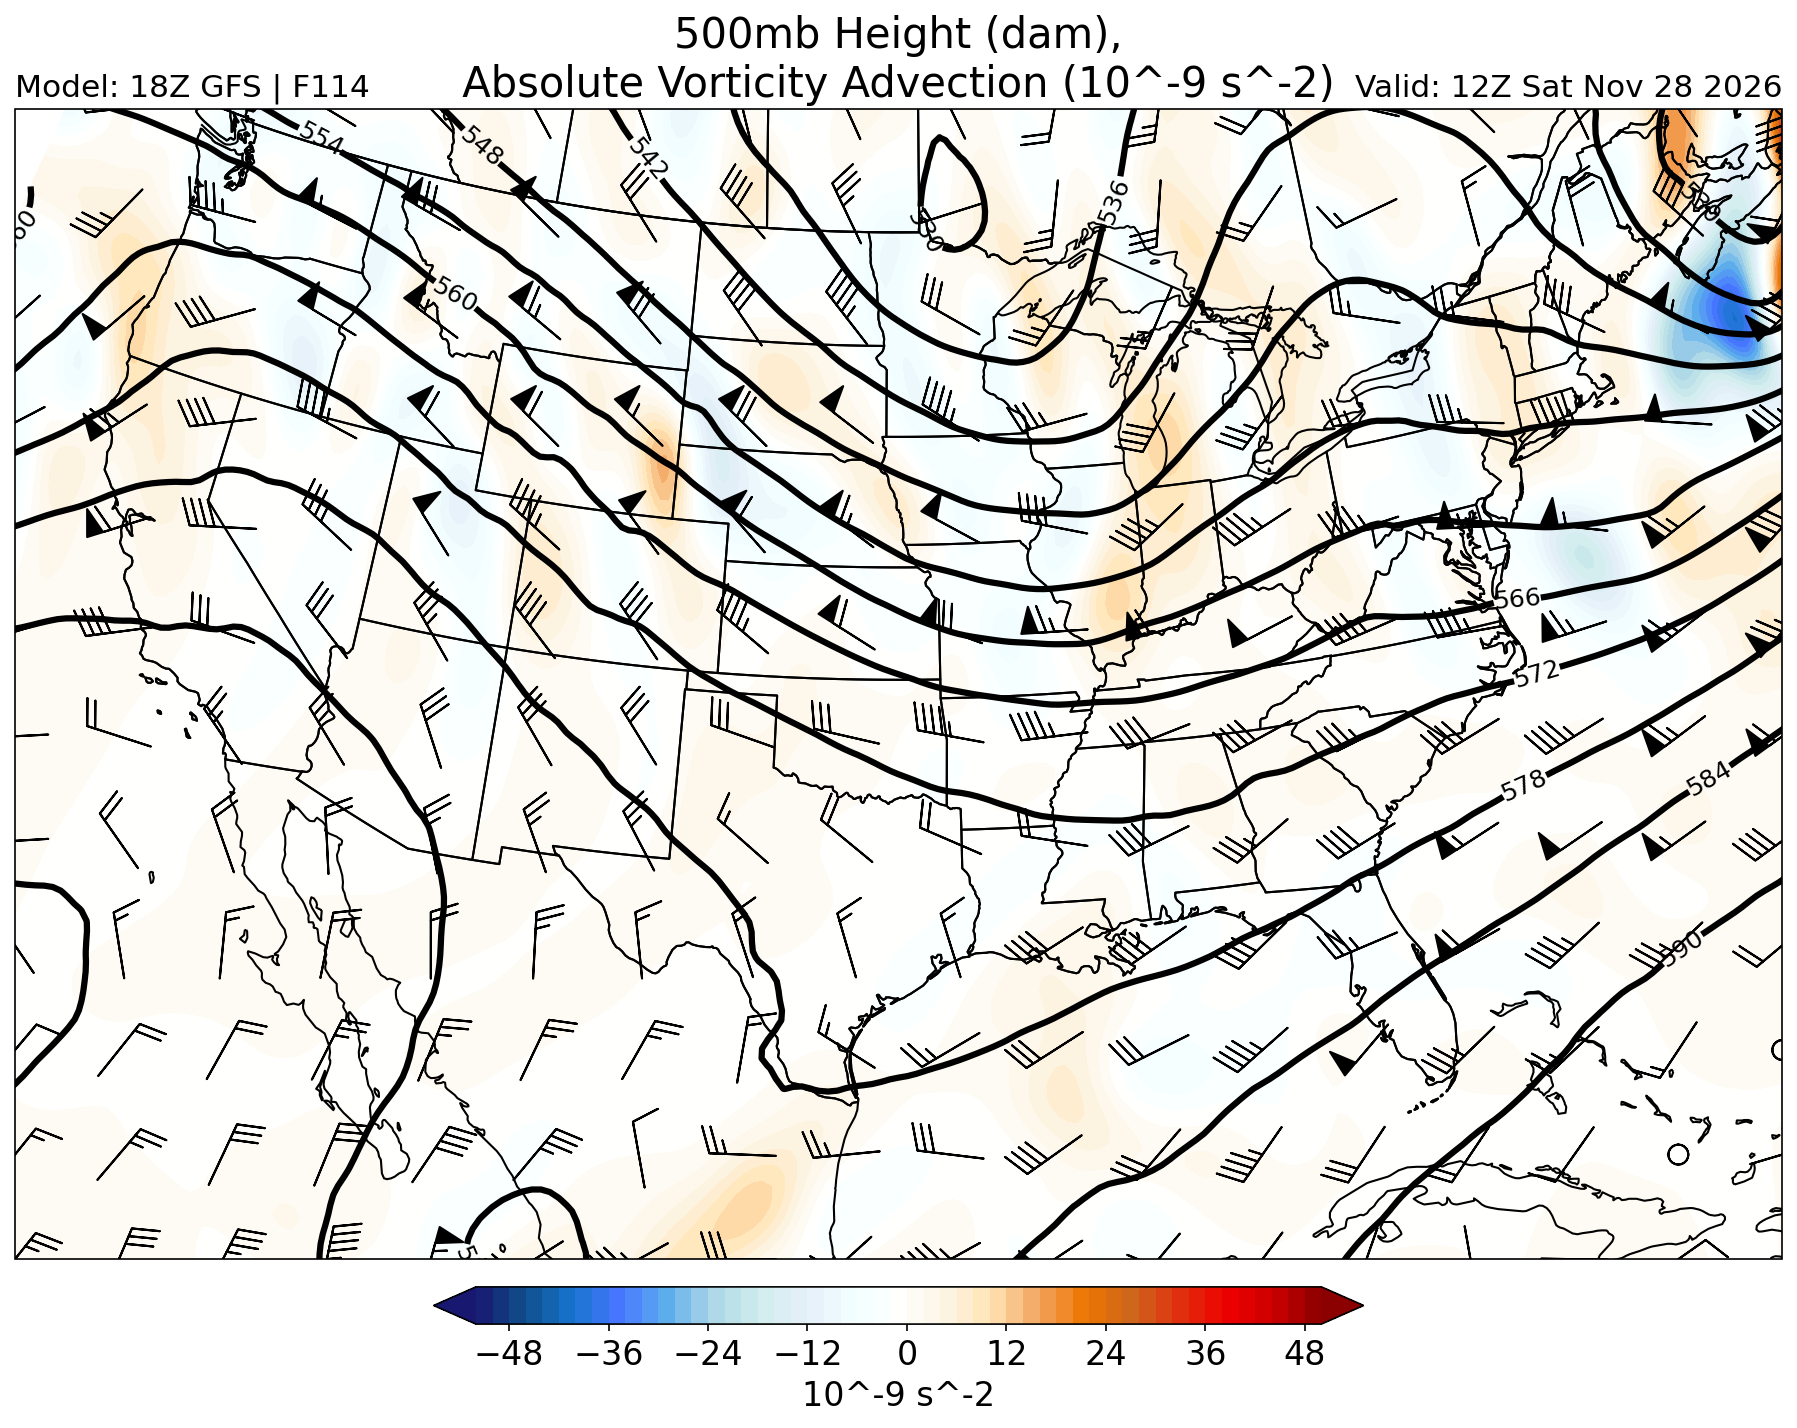 500mb Height (dam),
Model: 18Z GFS | F114
Absolute Vorticity Advection (10^-9 s^-2)
Valid: 12Z Sat Nov 28 2026
554
548
542
536
530
560
566
572
578
584
590
−48 −36 −24 −12 0 12 24 36 48
10^-9 s^-2